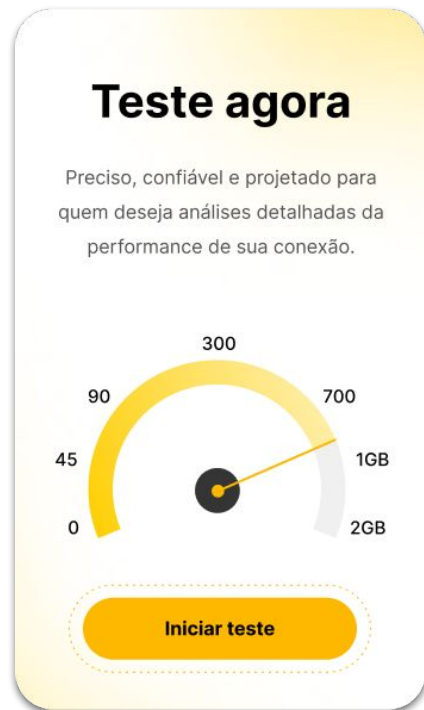 Teste agora
Preciso, confiável e projetado para
quem deseja análises detalhadas da
performance de sua conexão.
300
90
700
45
1GB
0
2GB
Iniciar teste